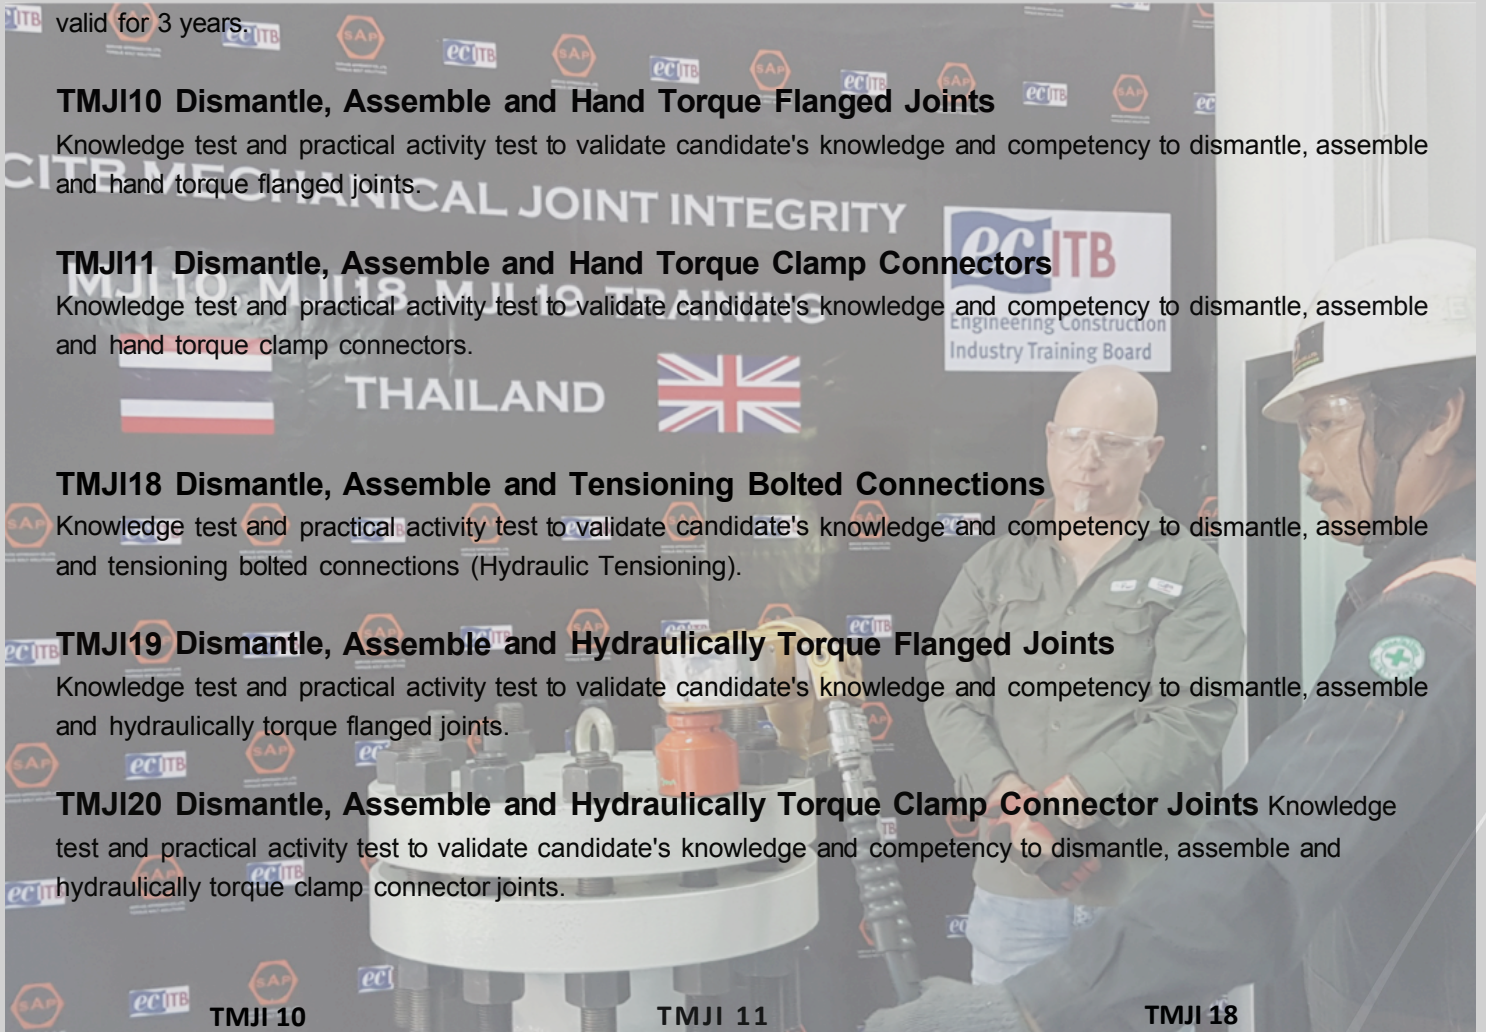 valid for 3 years.
TMJI10 Dismantle, Assemble and Hand Torque Flanged Joints
Knowledge test and practical activity test to validate candidate's knowledge and competency to dismantle, assemble
and hand torque flanged joints.
CITB MECHANICAL JOINT INTEGRITY
ecITB
TMJI11 Dismantle, Assemble and Hand Torque Clamp Connectors
MJI10 MJI18 MJI19 TRAINING
Knowledge test and practical activity test to validate candidate's knowledge and competency to dismantle, assemble
and hand torque clamp connectors.
Engineering Construction
Industry Training Board
THAILAND
TMJI18 Dismantle, Assemble and Tensioning Bolted Connections
Knowledge test and practical activity test to validate candidate's knowledge and competency to dismantle, assemble
and tensioning bolted connections (Hydraulic Tensioning).
TMJI19 Dismantle, Assemble and Hydraulically Torque Flanged Joints
Knowledge test and practical activity test to validate candidate's knowledge and competency to dismantle, assemble
and hydraulically torque flanged joints.
TMJI20 Dismantle, Assemble and Hydraulically Torque Clamp Connector Joints Knowledge
test and practical activity test to validate candidate's knowledge and competency to dismantle, assemble and
hydraulically torque clamp connector joints.
TMJI 10 TMJI 11 TMJI 18